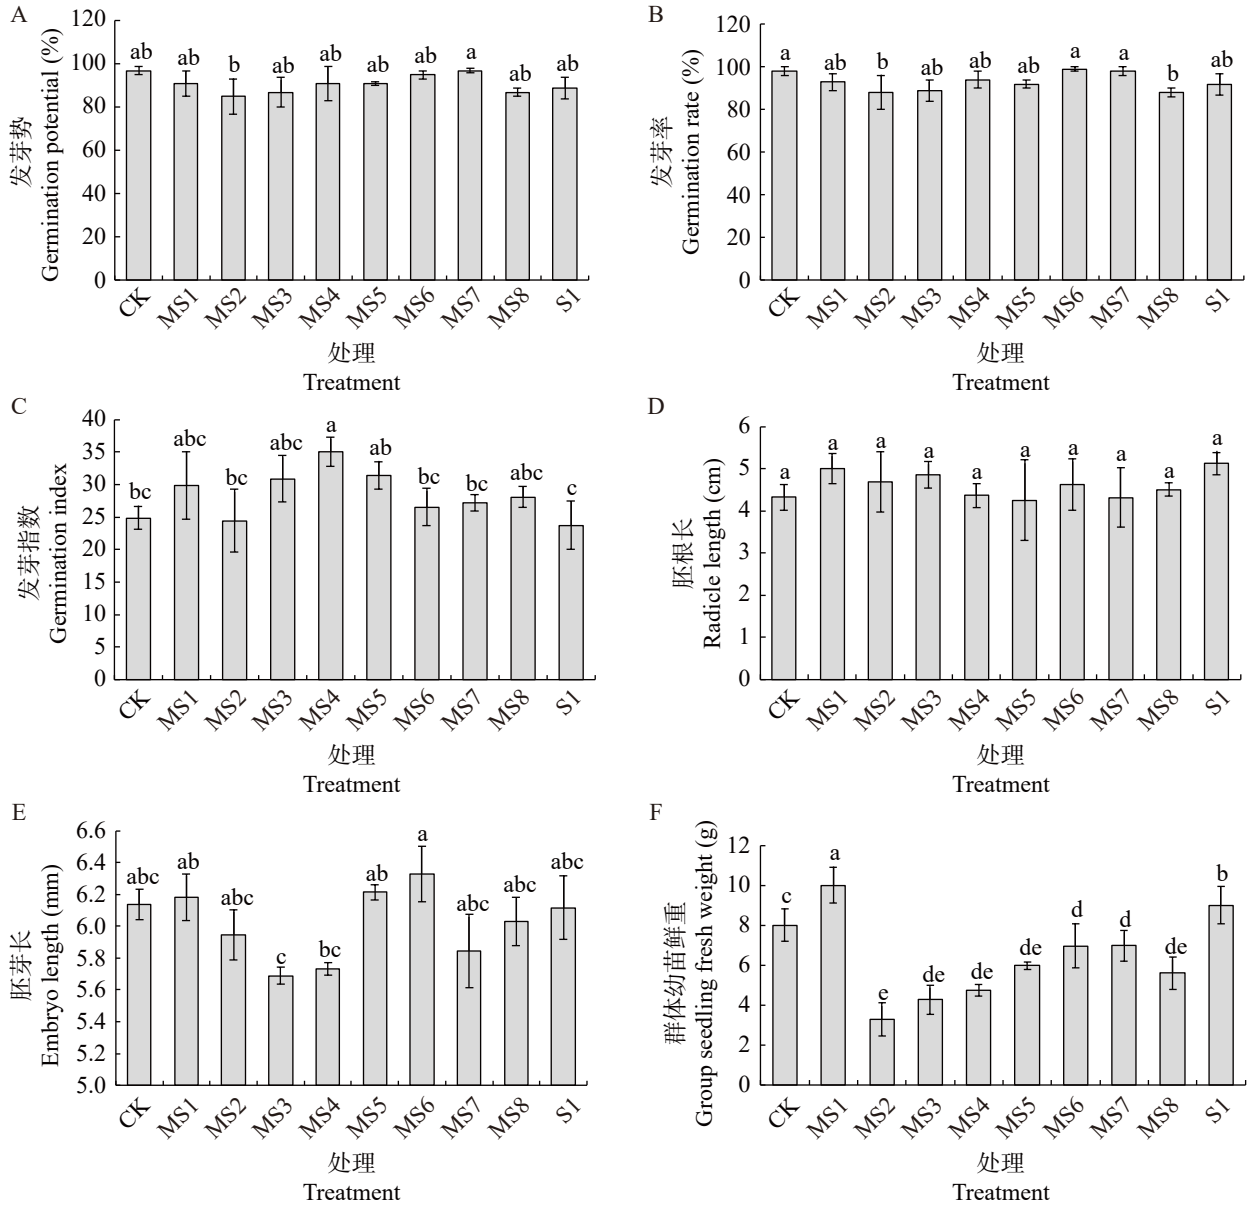 A
发芽势
Germination potential (%)
120
100
80
60
40
20
0
ab
ab
b
ab
ab
ab
ab
a
ab
ab
CK
MS1
MS2
MS3
MS4
MS5
MS6
MS7
MS8
S1
处理
Treatment
B
发芽率
Germination rate (%)
120
100
80
60
40
20
0
a
ab
b
ab
ab
ab
a
a
b
ab
CK
MS1
MS2
MS3
MS4
MS5
MS6
MS7
MS8
S1
处理
Treatment
C
发芽指数
Germination index
40
35
30
25
20
15
10
5
0
bc
abc
bc
abc
a
ab
bc
bc
abc
c
CK
MS1
MS2
MS3
MS4
MS5
MS6
MS7
MS8
S1
处理
Treatment
D
胚根长
Radicle length (cm)
6
5
4
3
2
1
0
a
a
a
a
a
a
a
a
a
a
CK
MS1
MS2
MS3
MS4
MS5
MS6
MS7
MS8
S1
处理
Treatment
E
胚芽长
Embryo length (mm)
6.6
6.4
6.2
6.0
5.8
5.6
5.4
5.2
5.0
abc
ab
abc
c
bc
ab
a
abc
abc
abc
CK
MS1
MS2
MS3
MS4
MS5
MS6
MS7
MS8
S1
处理
Treatment
F
群体幼苗鲜重
Group seedling fresh weight (g)
12
10
8
6
4
2
0
c
a
e
de
de
de
d
d
de
b
CK
MS1
MS2
MS3
MS4
MS5
MS6
MS7
MS8
S1
处理
Treatment